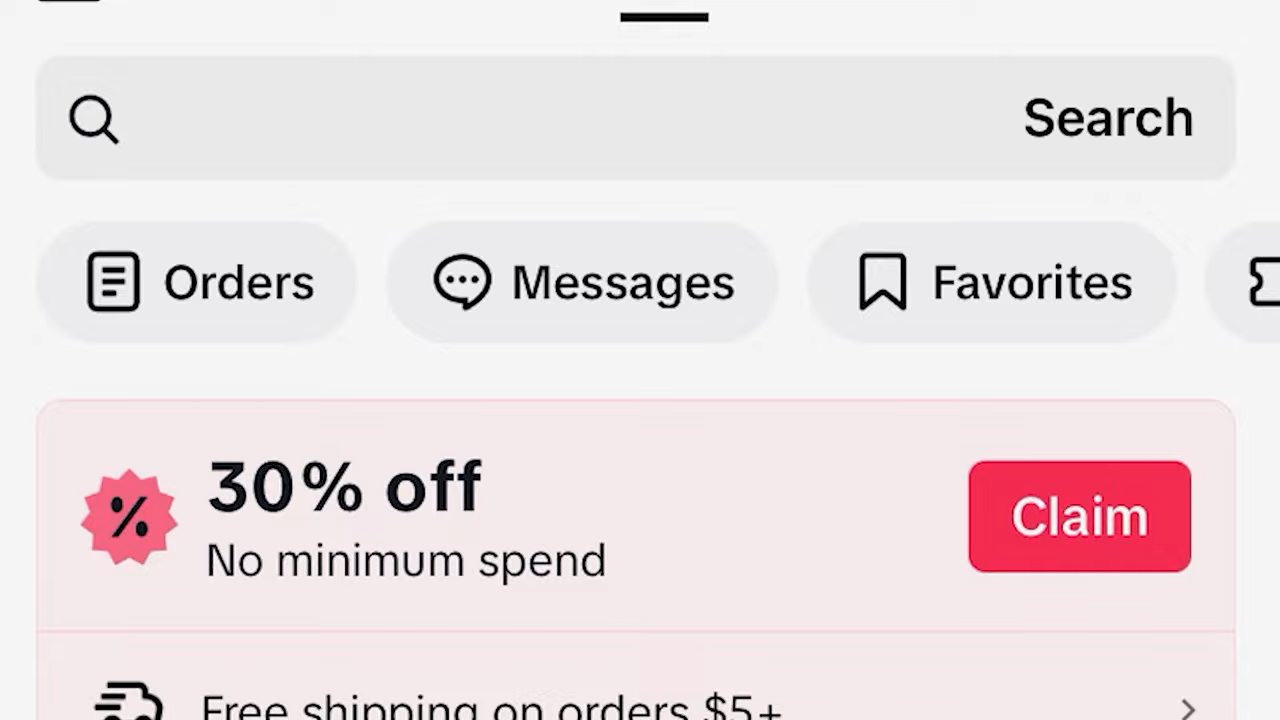 Search
Orders Messages Favorites
30% off
No minimum spend
Claim
Free shipping on orders $5+